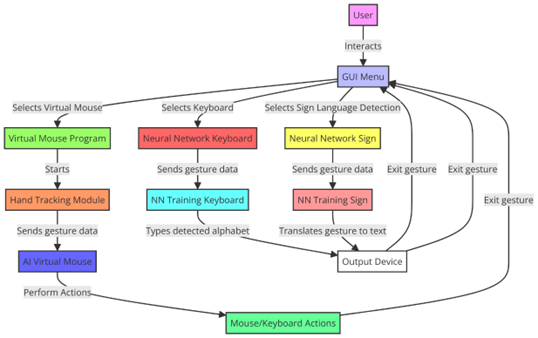 User
Interacts
GUI Menu
Selects Virtual Mouse
Selects Keyboard
Selects Sign Language Detection
Virtual Mouse Program
Neural Network Keyboard
Neural Network Sign
Starts
Sends gesture data
Sends gesture data
Exit gesture
Exit gesture
Hand Tracking Module
NN Training Keyboard
NN Training Sign
Exit gesture
Sends gesture data
Types detected alphabet
Translates gesture to text
AI Virtual Mouse
Output Device
Perform Actions
Mouse/Keyboard Actions